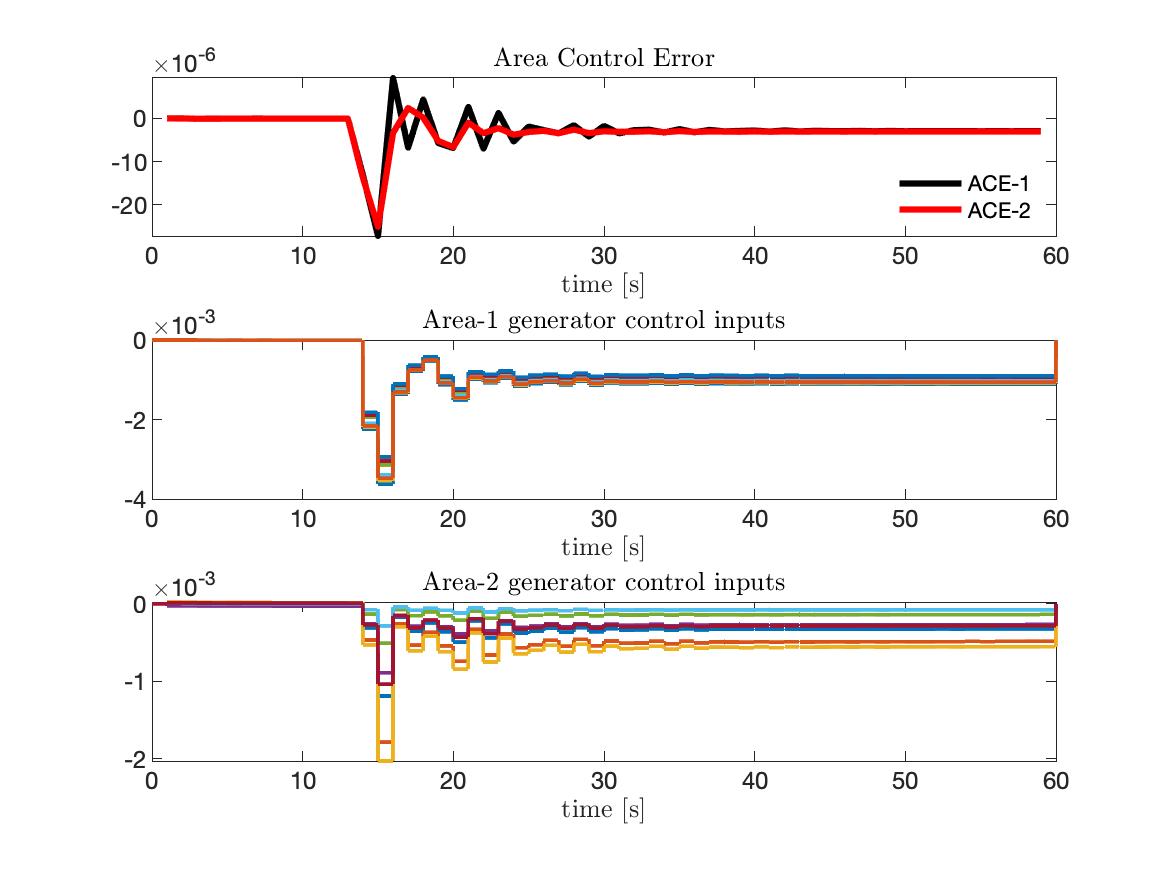 ×10⁻⁶
Area Control Error
0
-10
-20
ACE-1
ACE-2
0 10 20 30 40 50 60
time [s]
×10⁻³
Area-1 generator control inputs
0
-2
-4
0 10 20 30 40 50 60
time [s]
×10⁻³
Area-2 generator control inputs
0
-1
-2
0 10 20 30 40 50 60
time [s]